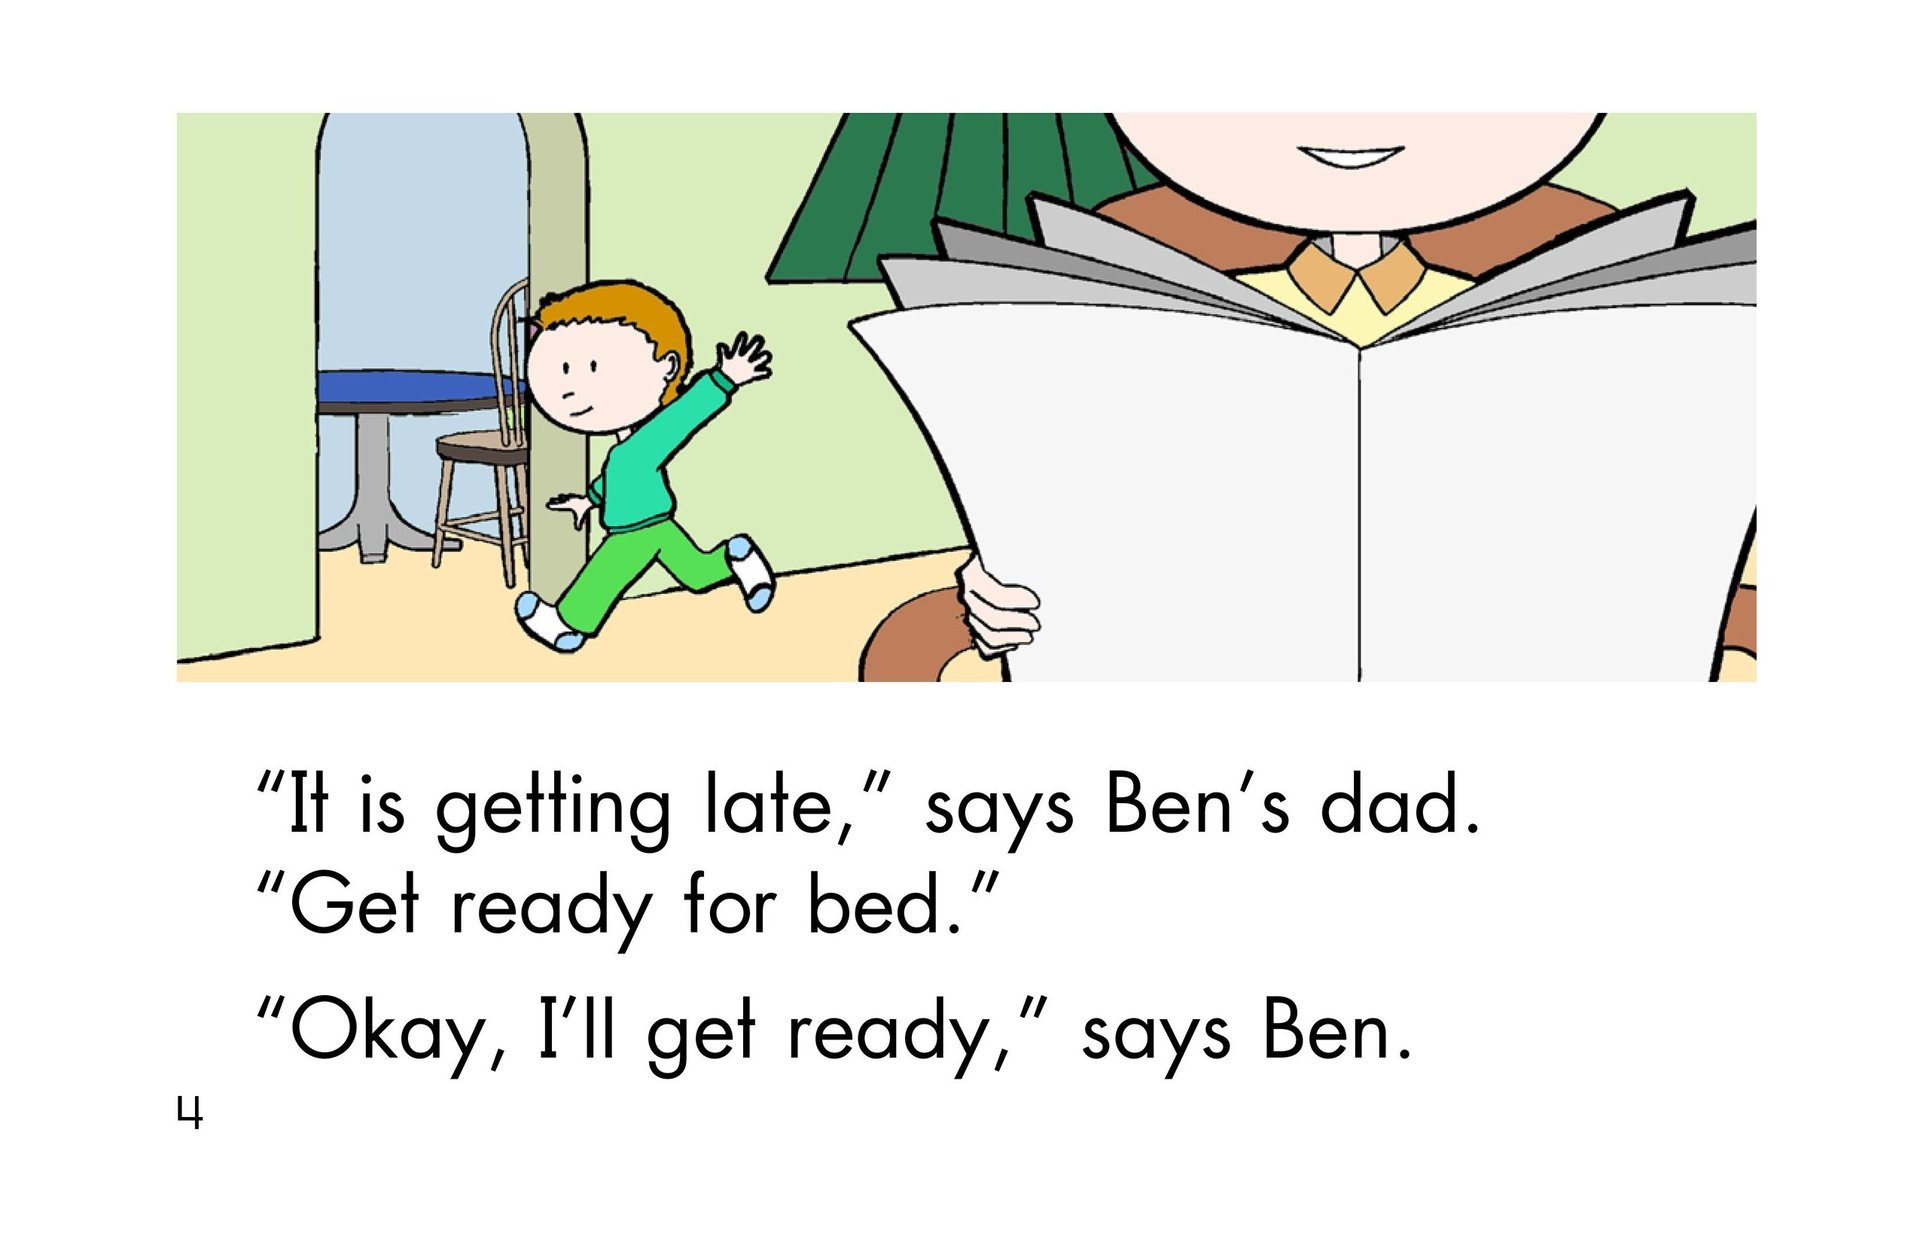 “It is getting late,” says Ben’s dad.
“Get ready for bed.”
“Okay, I’ll get ready,” says Ben.
4